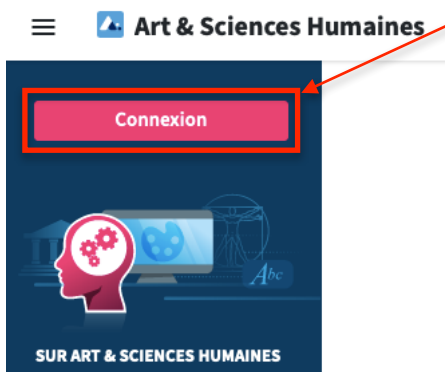 Art & Sciences Humaines
Connexion
Abc
SUR ART & SCIENCES HUMAINES